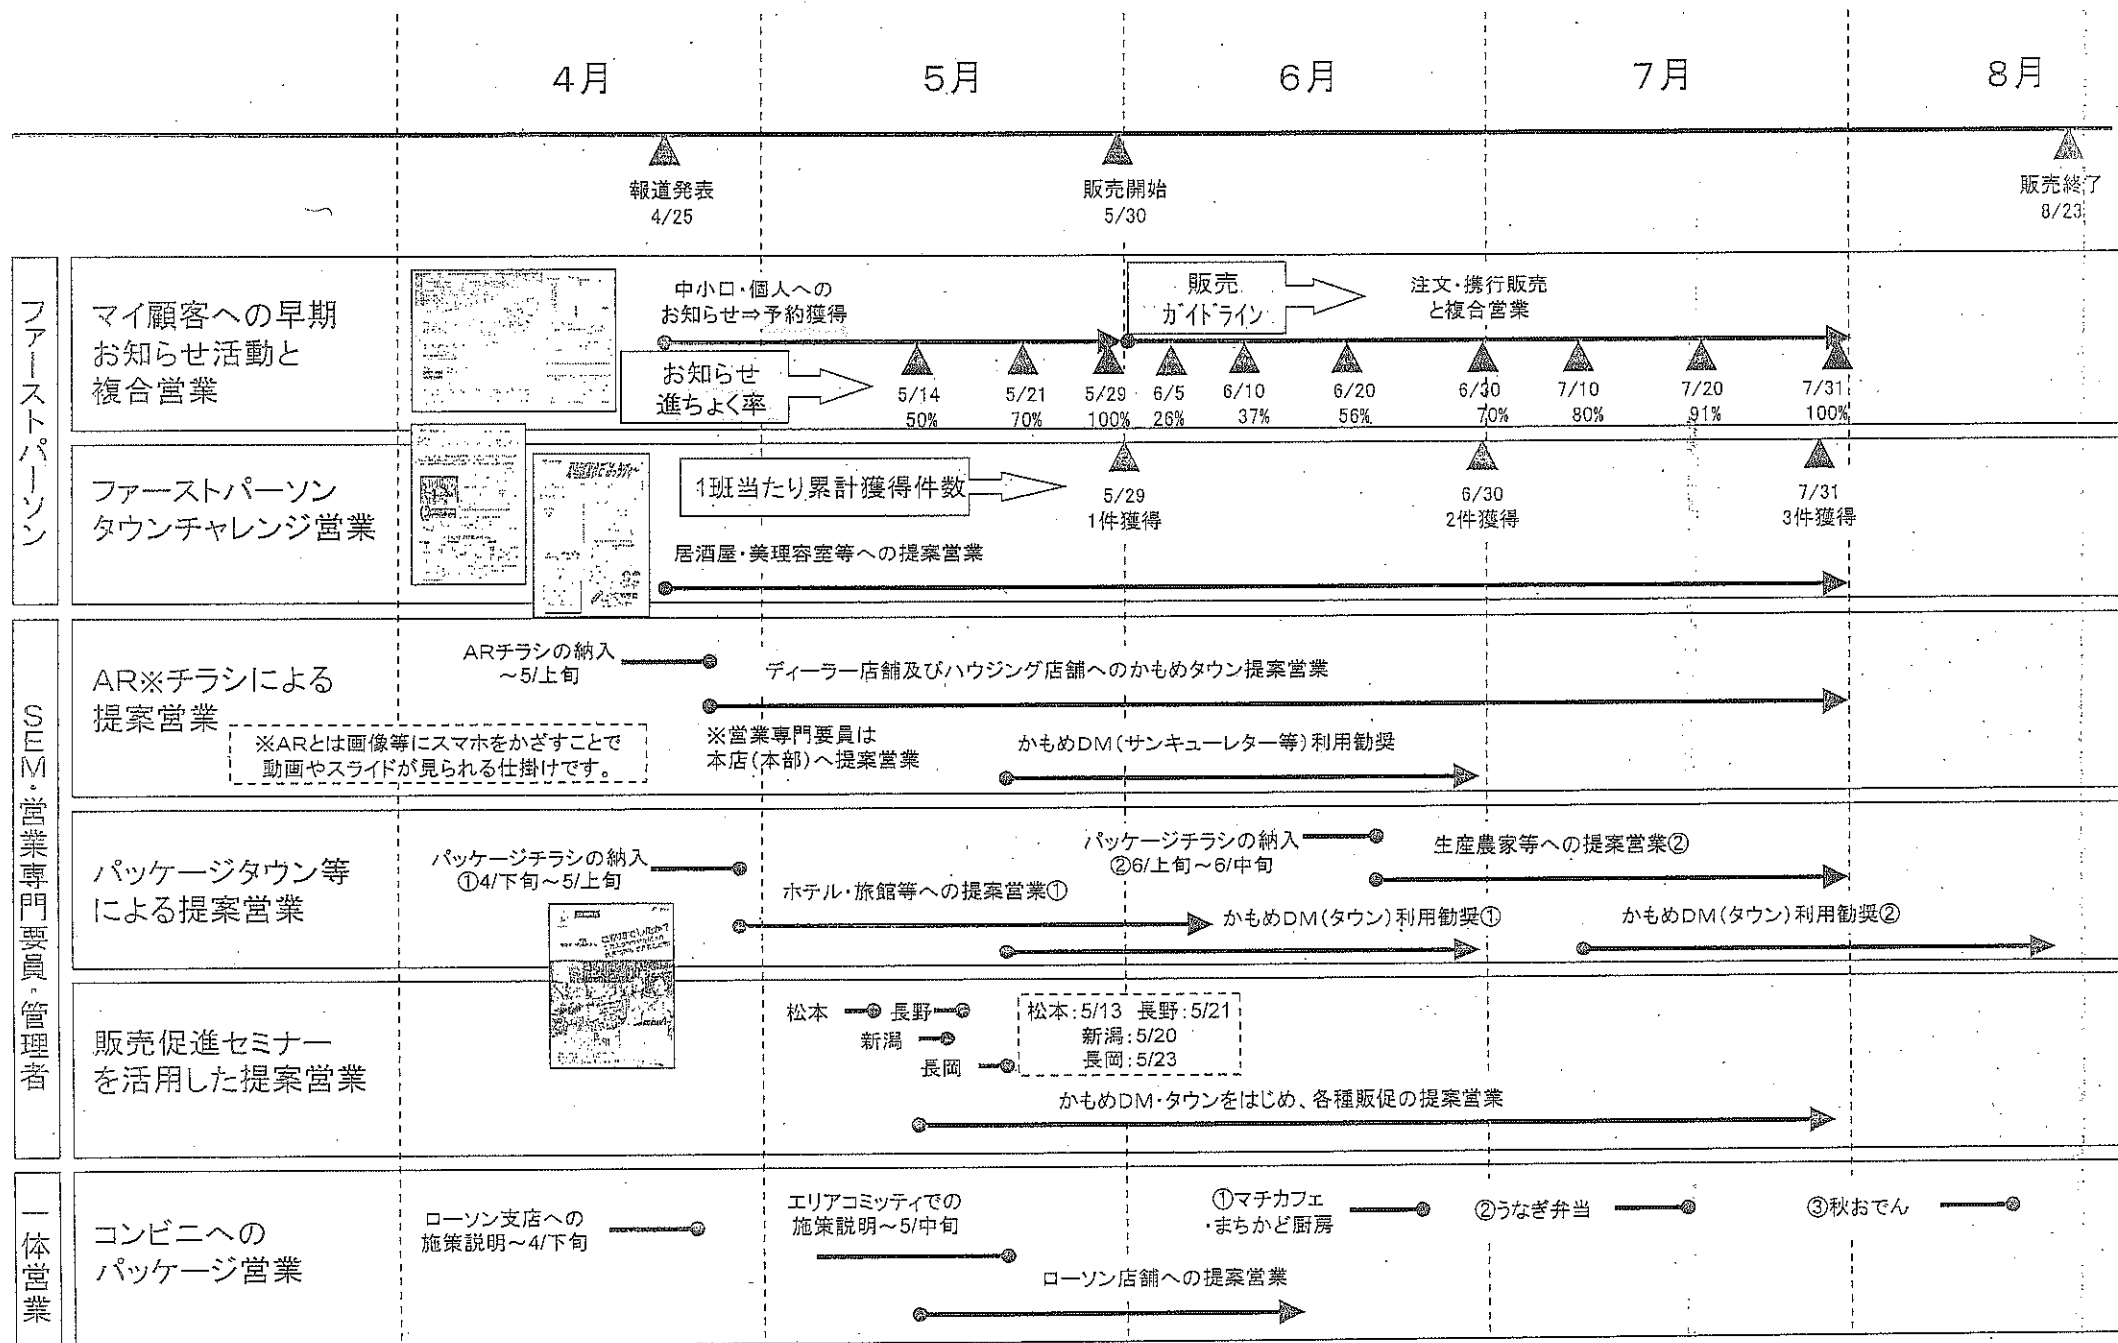 4月
5月
6月
7月
8月
報道発表
4/25
販売開始
5/30
販売終了
8/23
ファーストパーソン
マイ顧客への早期
お知らせ活動と
複合営業
中小口・個人への
お知らせ⇒予約獲得
販売
ガイドライン
注文・携行販売
と複合営業
お知らせ
進ちょく率
5/14
50%
5/21
70%
5/29
100%
6/5
26%
6/10
37%
6/20
56%
6/30
70%
7/10
80%
7/20
91%
7/31
100%
ファーストパーソン
タウンチャレンジ営業
1班当たり累計獲得件数
5/29
1件獲得
6/30
2件獲得
7/31
3件獲得
居酒屋・美理容室等への提案営業
SEM・営業専門要員・管理者
AR※チラシによる
提案営業
※ARとは画像等にスマホをかざすことで
動画やスライドが見られる仕掛けです。
ARチラシの納入
～5/上旬
ディーラー店舗及びハウジング店舗へのかもめタウン提案営業
※営業専門要員は
本店(本部)へ提案営業
かもめDM(サンキューレター等)利用勧奨
パッケージタウン等
による提案営業
パッケージチラシの納入
①4/下旬～5/上旬
ホテル・旅館等への提案営業①
パッケージチラシの納入
②6/上旬～6/中旬
生産農家等への提案営業②
かもめDM(タウン)利用勧奨①
かもめDM(タウン)利用勧奨②
販売促進セミナー
を活用した提案営業
松本
長野
新潟
長岡
松本:5/13 長野:5/21
新潟:5/20
長岡:5/23
かもめDM・タウンをはじめ、各種販促の提案営業
一体営業
コンビニへの
パッケージ営業
ローソン支店への
施策説明～4/下旬
エリアコミッティでの
施策説明～5/中旬
ローソン店舗への提案営業
①マチカフェ
・まちかど厨房
②うなぎ弁当
③秋おでん